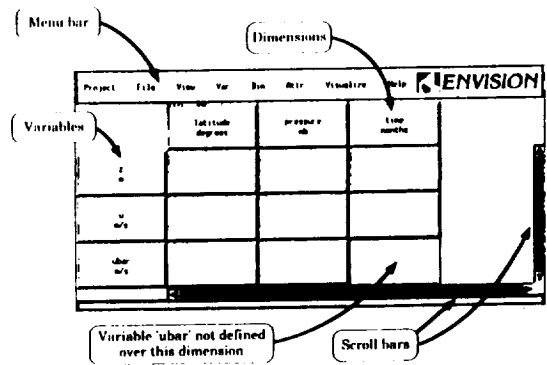 Menu bar
Dimensions
Project File View Var Dim Attr Visualize Help ENVISION
latitude
degrees
pressure
mb
time
months
Variables
z
m
u
m/s
ubar
m/s
Variable 'ubar' not defined
over this dimension
Scroll bars